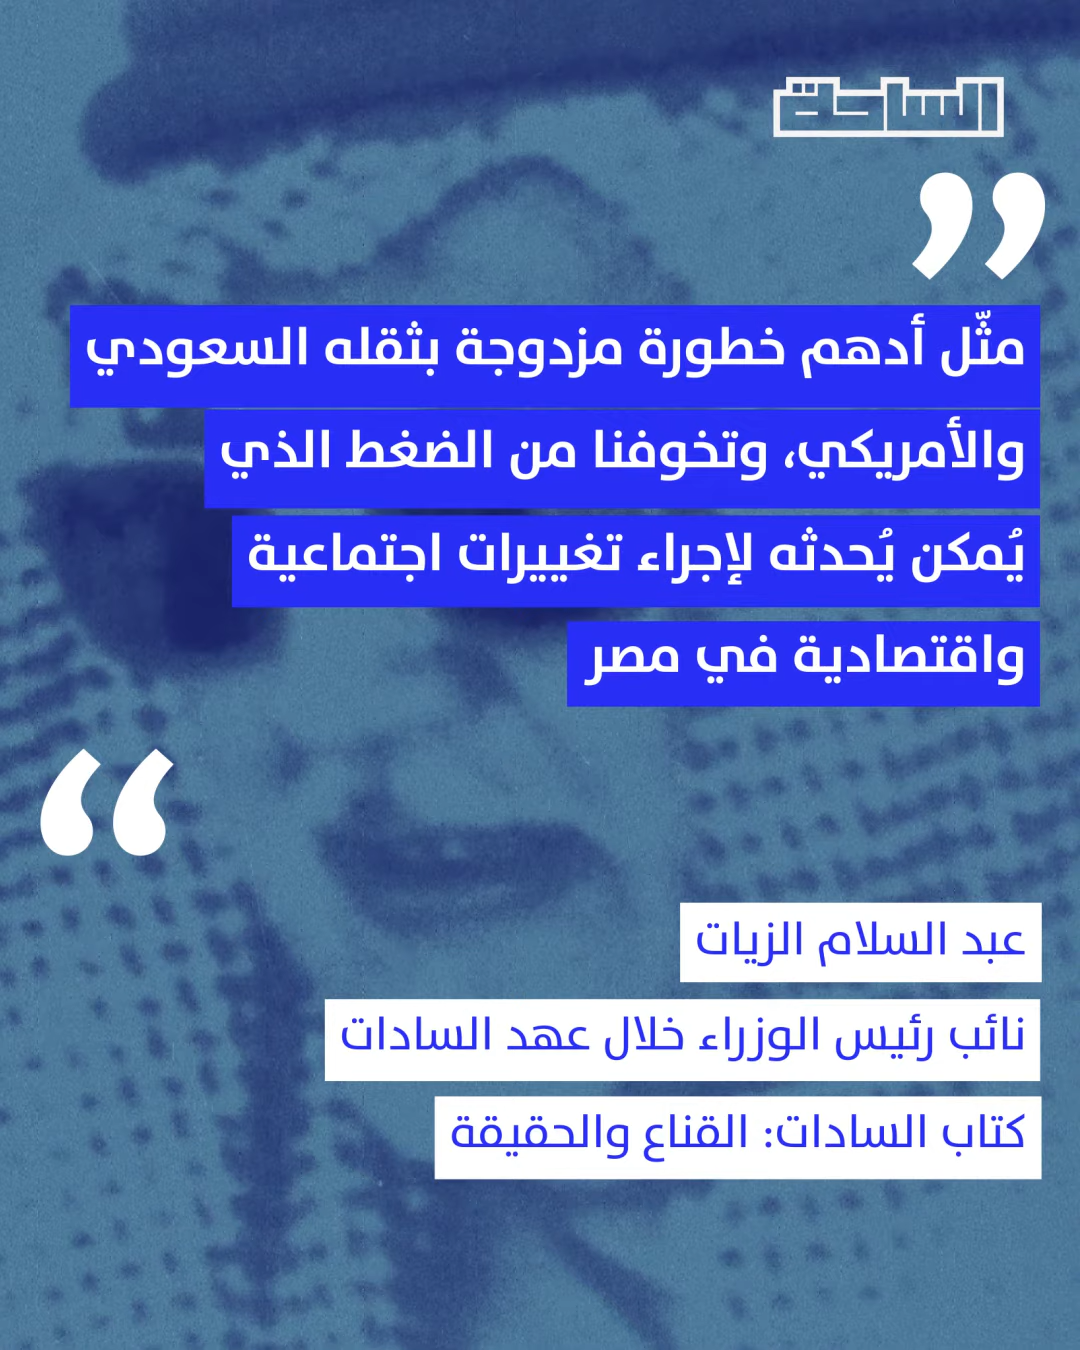 الساحة
”
مثّل أدهم خطورة مزدوجة بثقله السعودي
والأمريكي، وتخوفنا من الضغط الذي
يُمكن يُحدثه لإجراء تغييرات اجتماعية
واقتصادية في مصر
“
عبد السلام الزيات
نائب رئيس الوزراء خلال عهد السادات
كتاب السادات: القناع والحقيقة